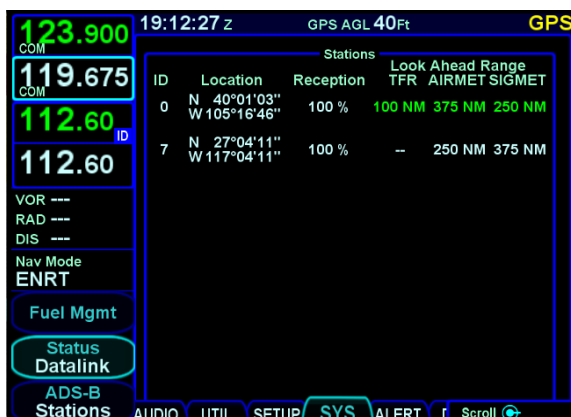 123.900
COM
119.675
COM
112.60
ID
112.60
VOR ---
RAD ---
DIS ---
Nav Mode
ENRT
Fuel Mgmt
Status
Datalink
ADS-B
Stations
19:12:27 Z GPS AGL 40Ft GPS
Stations
Look Ahead Range
ID Location Reception TFR AIRMET SIGMET
0 N 40°01'03" 100 % 100 NM 375 NM 250 NM
W 105°16'46"
7 N 27°04'11" 100 % -- 250 NM 375 NM
W 117°04'11"
AUDIO UTIL SETUP SYS ALERT Scroll